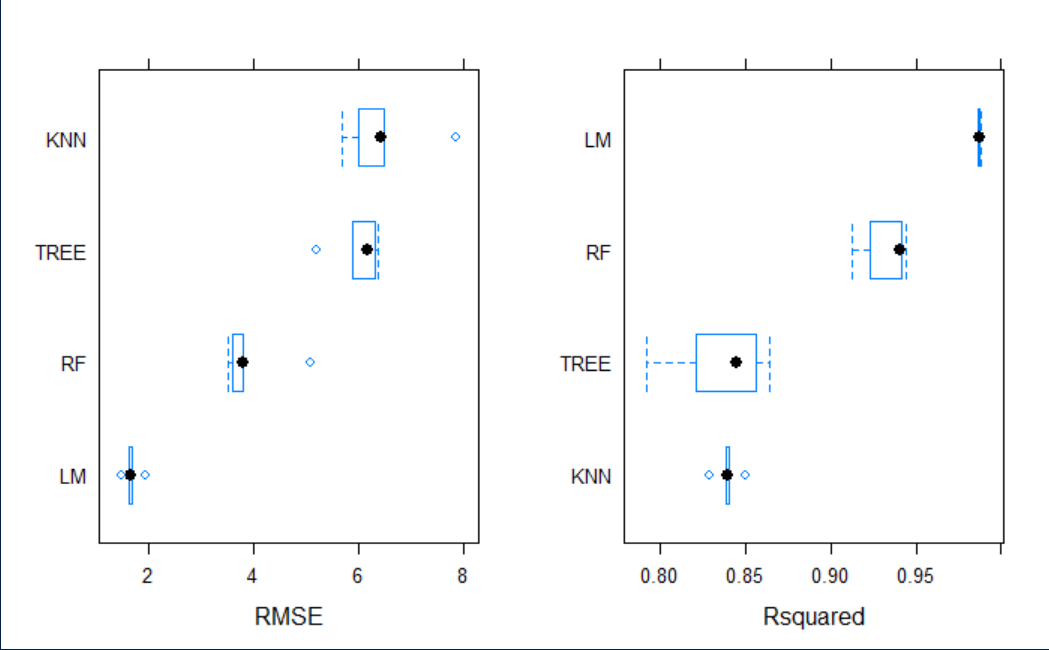 KNN
TREE
RF
LM
2 4 6 8
RMSE
LM
RF
TREE
KNN
0.80 0.85 0.90 0.95
Rsquared